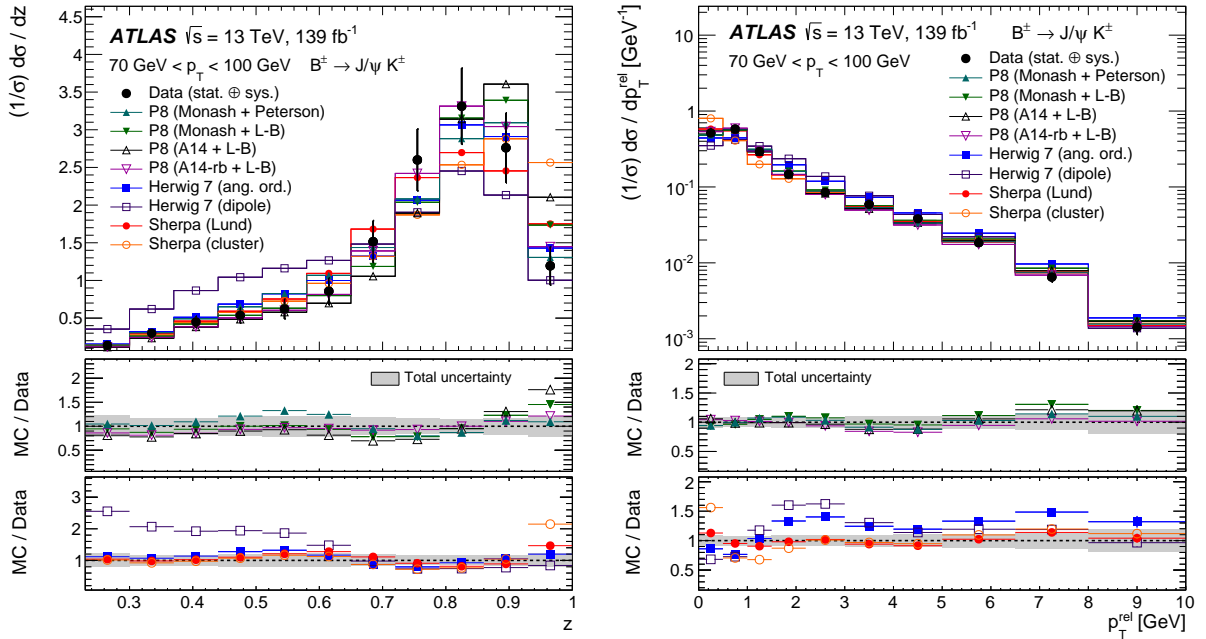 (1/σ) dσ / dz
ATLAS √s = 13 TeV, 139 fb-1
70 GeV < pT < 100 GeV B± → J/ψ K±
Data (stat. ⊕ sys.)
P8 (Monash + Peterson)
P8 (Monash + L-B)
P8 (A14 + L-B)
P8 (A14-rb + L-B)
Herwig 7 (ang. ord.)
Herwig 7 (dipole)
Sherpa (Lund)
Sherpa (cluster)
4.5
4
3.5
3
2.5
2
1.5
1
0.5
MC / Data
Total uncertainty
2
1.5
1
0.5
MC / Data
3
2
1
0.3 0.4 0.5 0.6 0.7 0.8 0.9 1
z
(1/σ) dσ / dpTrel [GeV-1]
ATLAS √s = 13 TeV, 139 fb-1
B± → J/ψ K±
70 GeV < pT < 100 GeV
Data (stat. ⊕ sys.)
P8 (Monash + Peterson)
P8 (Monash + L-B)
P8 (A14 + L-B)
P8 (A14-rb + L-B)
Herwig 7 (ang. ord.)
Herwig 7 (dipole)
Sherpa (Lund)
Sherpa (cluster)
10
1
10−1
10−2
10−3
MC / Data
Total uncertainty
2
1.5
1
0.5
MC / Data
2
1.5
1
0.5
0 1 2 3 4 5 6 7 8 9 10
pTrel [GeV]